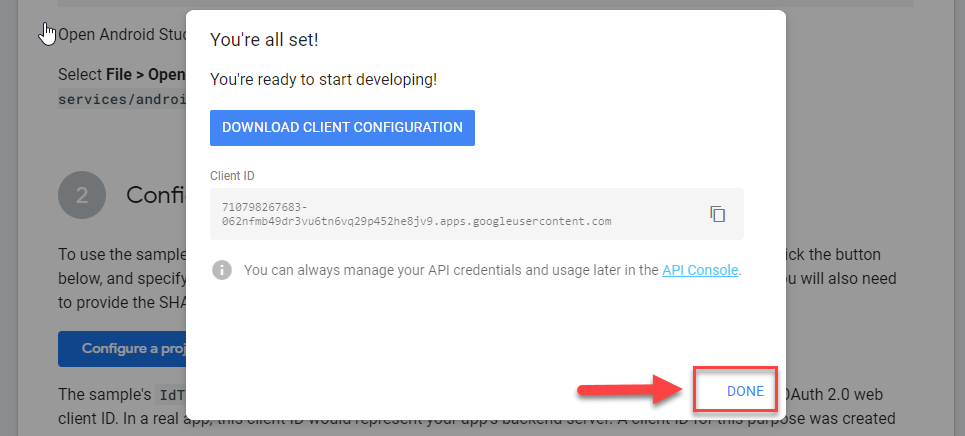 You're all set!
Open Android Stu
You're ready to start developing!
Select File > Open
services/androi
DOWNLOAD CLIENT CONFIGURATION
Client ID
2
Confi
710798267683-
062nfmb49dr3vu6tn6vq29p452he8jv9.apps.googleusercontent.com
To use the sample
ick the button
You can always manage your API credentials and usage later in the API Console.
below, and specify
u will also need
to provide the SHA
Configure a proj
The sample's IdT
DONE
OAuth 2.0 web
client ID. In a real app, this client ID would represent your app's backend server. A client ID for this purpose was created